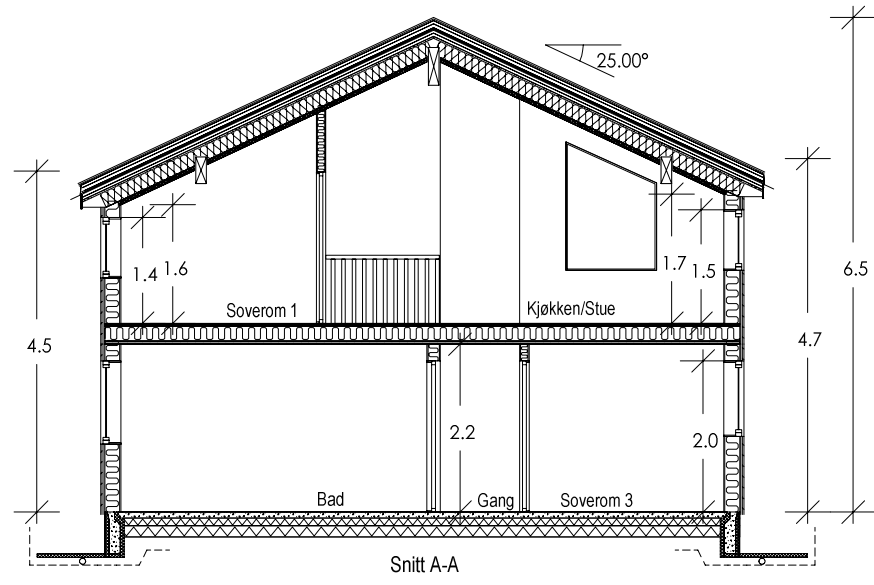 25.00°
1.4
1.6
1.7
1.5
6.5
Soverom 1
Kjøkken/Stue
4.5
4.7
2.2
2.0
Bad
Gang
Soverom 3
Snitt A-A